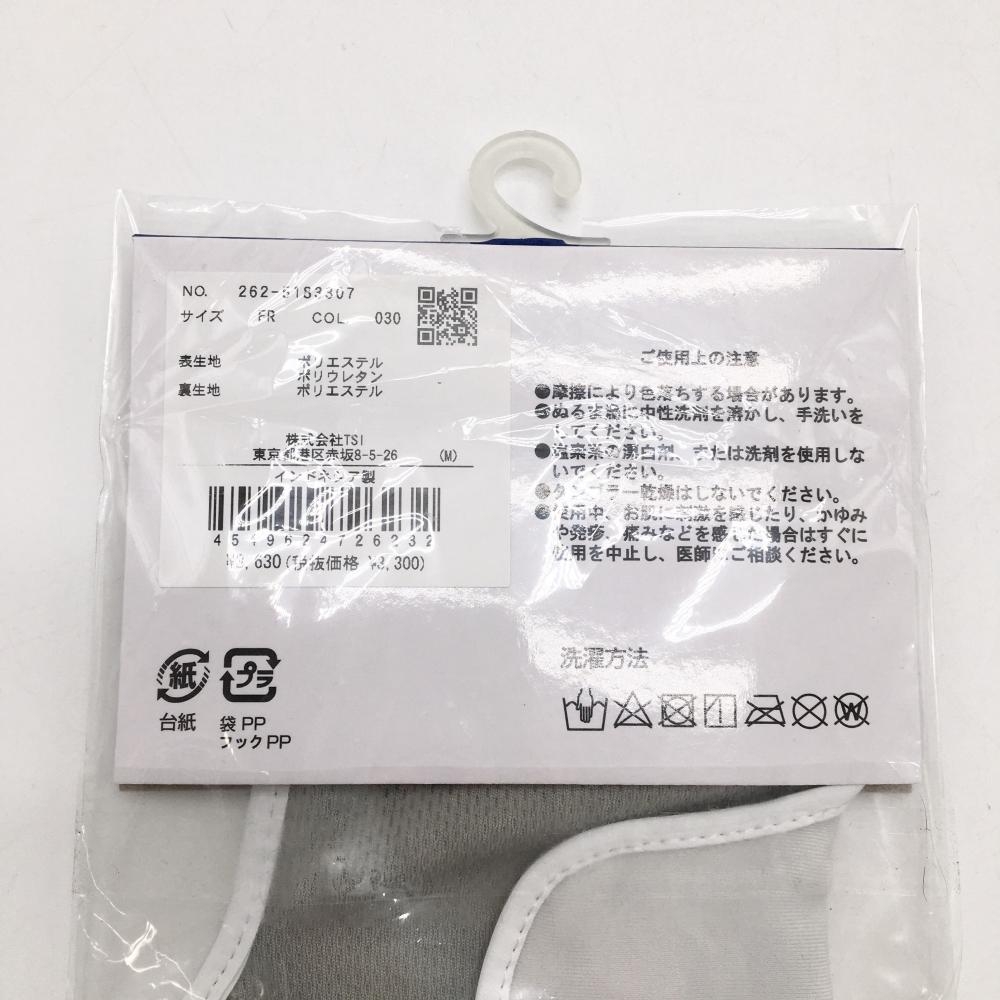 NO. 262-5183307
サイズ FR COL 030
表生地 ポリエステル
ポリウレタン
裏生地 ポリエステル
株式会社TSI
東京都港区赤坂8-5-26 (M)
インドネシア製
¥3,630(税抜価格 ¥3,300)
ご使用上の注意
●摩擦により色落ちする場合があります。
●ぬるま湯に中性洗剤を溶かし、手洗いを
してください。
●塩素系の漂白剤、または洗剤を使用しな
いでください。
●タンブラー乾燥はしないでください。
●使用中、お肌に刺激を感じたり、かゆみ
や発疹、痛みなどを感じた場合はすぐに
使用を中止し、医師にご相談ください。
紙
プラ
台紙
袋 PP
フック PP
洗濯方法
W